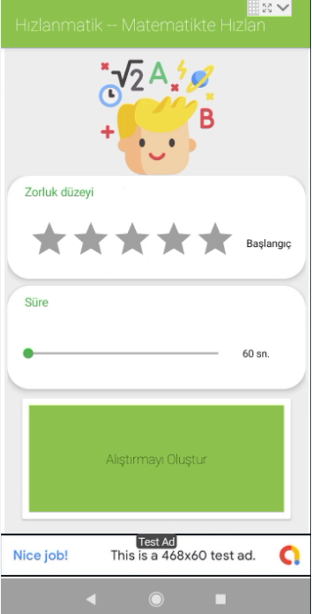 Hızlanmatik -- Matematikte Hızlan
√2 A
B
Zorluk düzeyi
Başlangıç
Süre
60 sn.
Alıştırmayı Oluştur
Test Ad
Nice job! This is a 468x60 test ad.